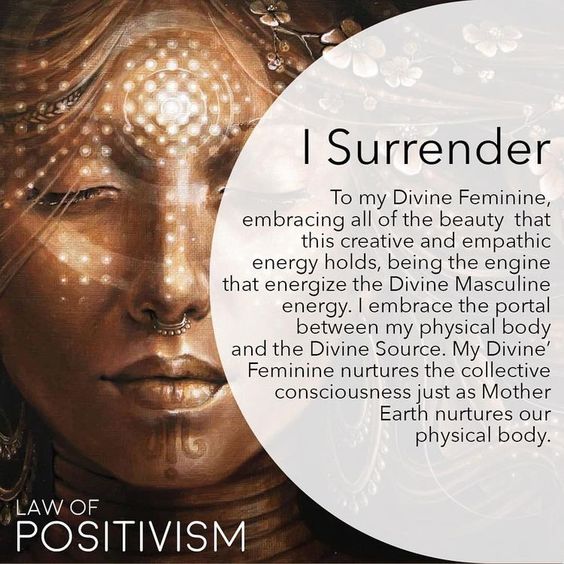 I Surrender
To my Divine Feminine,
embracing all of the beauty that
this creative and empathic
energy holds, being the engine
that energize the Divine Masculine
energy. I embrace the portal
between my physical body
and the Divine Source. My Divine’
Feminine nurtures the collective
consciousness just as Mother
Earth nurtures our
physical body.
LAW OF
POSITIVISM